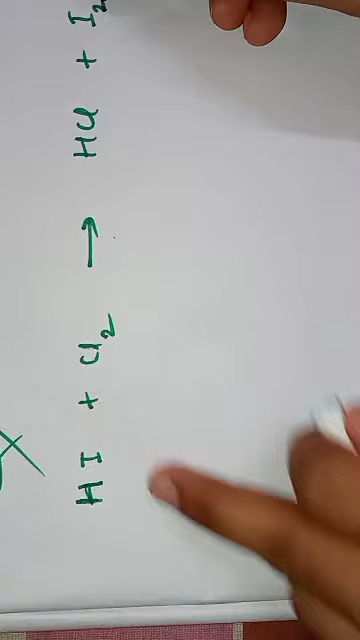 HI + Cl₂ → HCl + I₂